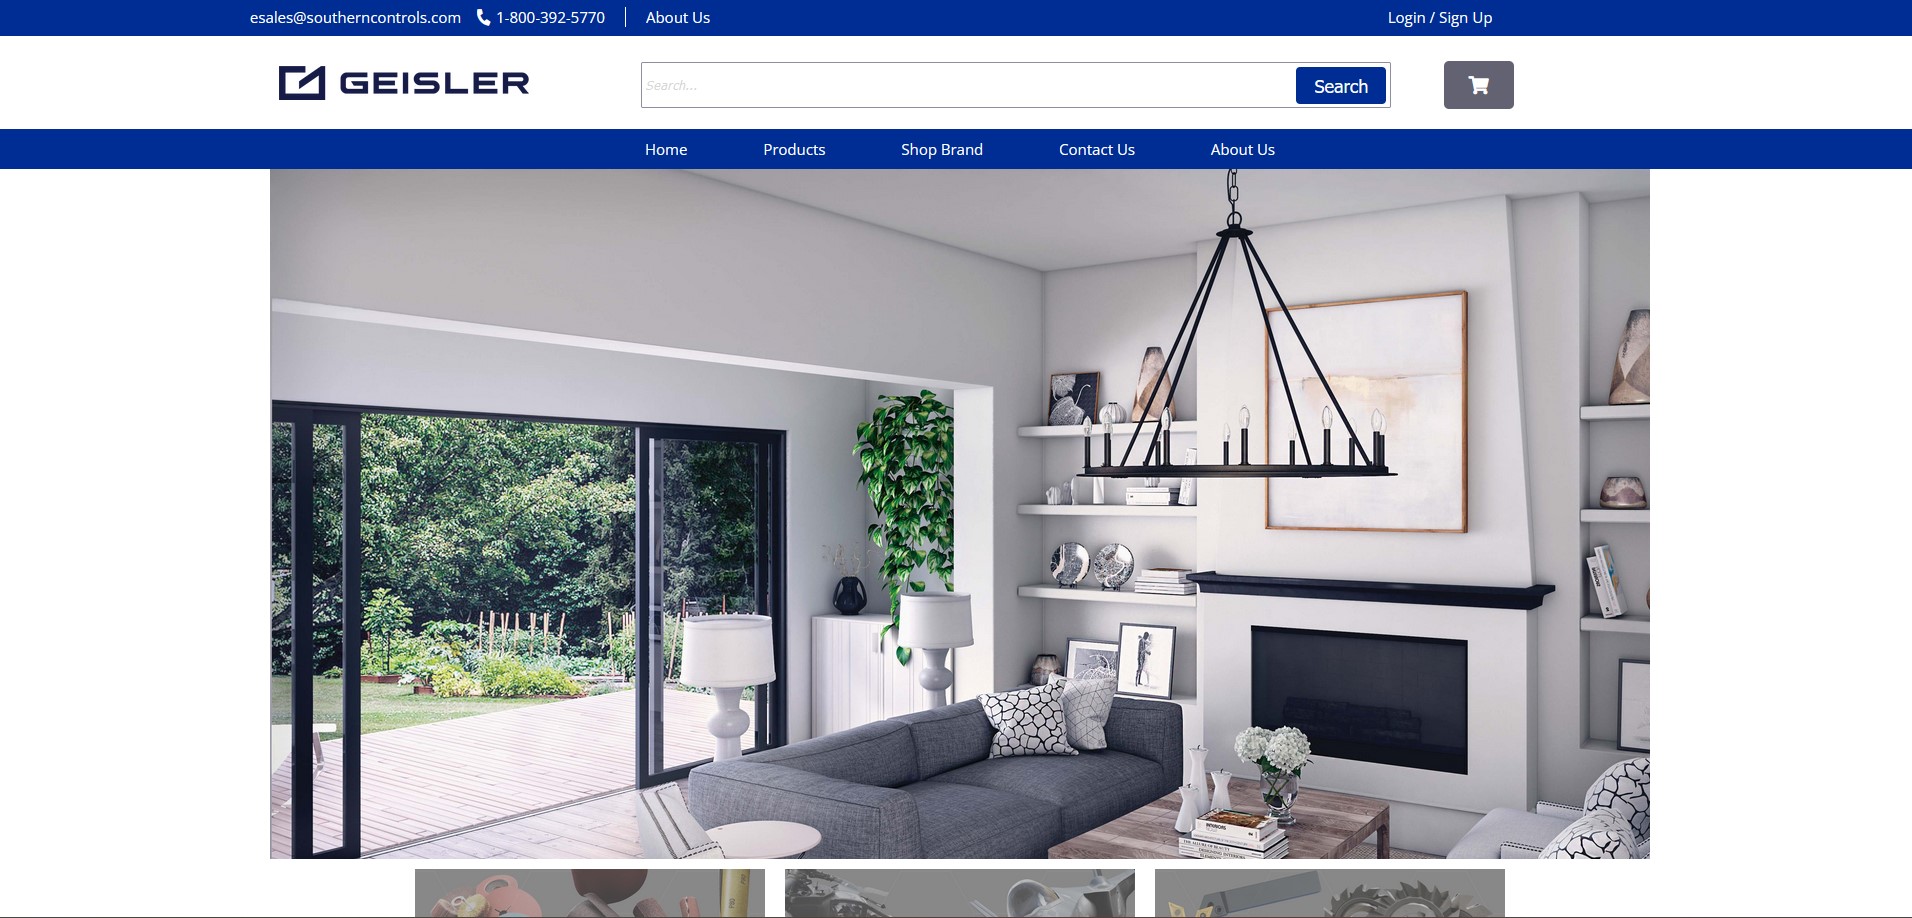 esales@southerncontrols.com 1-800-392-5770 About Us Login / Sign Up
GEISLER Search... Search
Home Products Shop Brand Contact Us About Us
INTERIORS